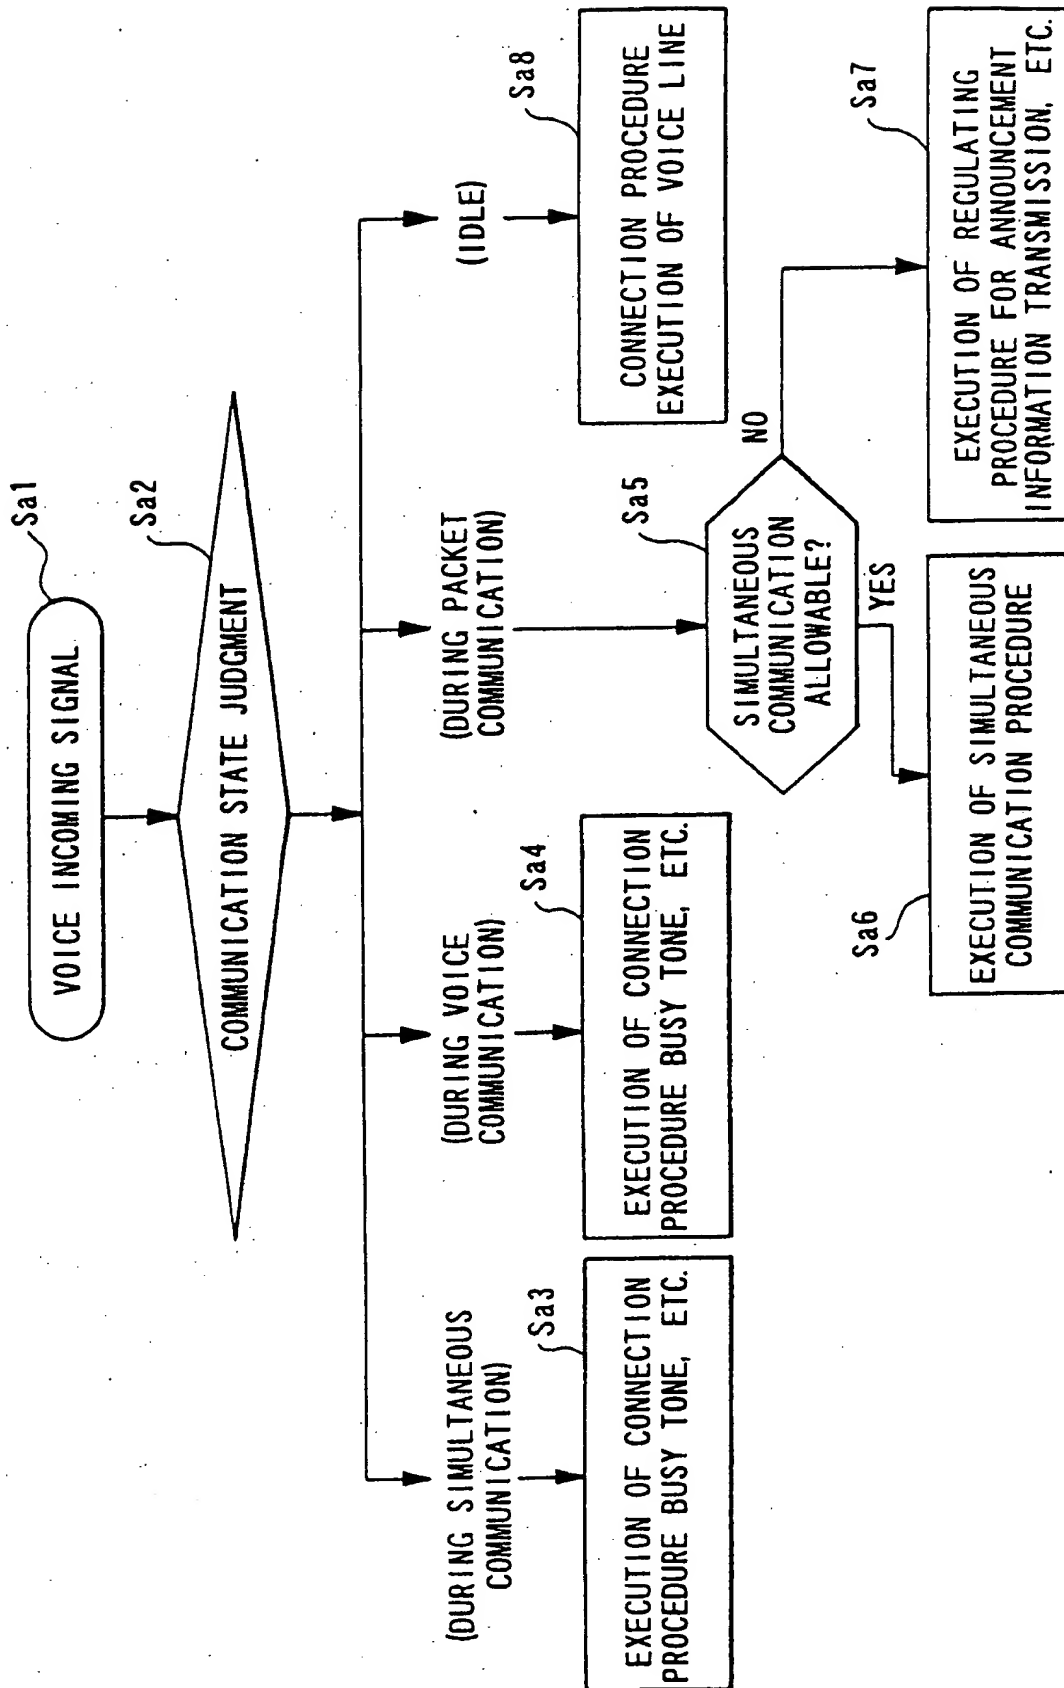 VOICE INCOMING SIGNAL
Sa1
COMMUNICATION STATE JUDGMENT
Sa2
(DURING SIMULTANEOUS
COMMUNICATION)
(DURING VOICE
COMMUNICATION)
(DURING PACKET
COMMUNICATION)
(IDLE)
Sa3
EXECUTION OF CONNECTION
PROCEDURE BUSY TONE, ETC.
Sa4
EXECUTION OF CONNECTION
PROCEDURE BUSY TONE, ETC.
Sa5
SIMULTANEOUS
COMMUNICATION
ALLOWABLE?
Sa8
CONNECTION PROCEDURE
EXECUTION OF VOICE LINE
YES
NO
Sa6
EXECUTION OF SIMULTANEOUS
COMMUNICATION PROCEDURE
Sa7
EXECUTION OF REGULATING
PROCEDURE FOR ANNOUNCEMENT
INFORMATION TRANSMISSION, ETC.